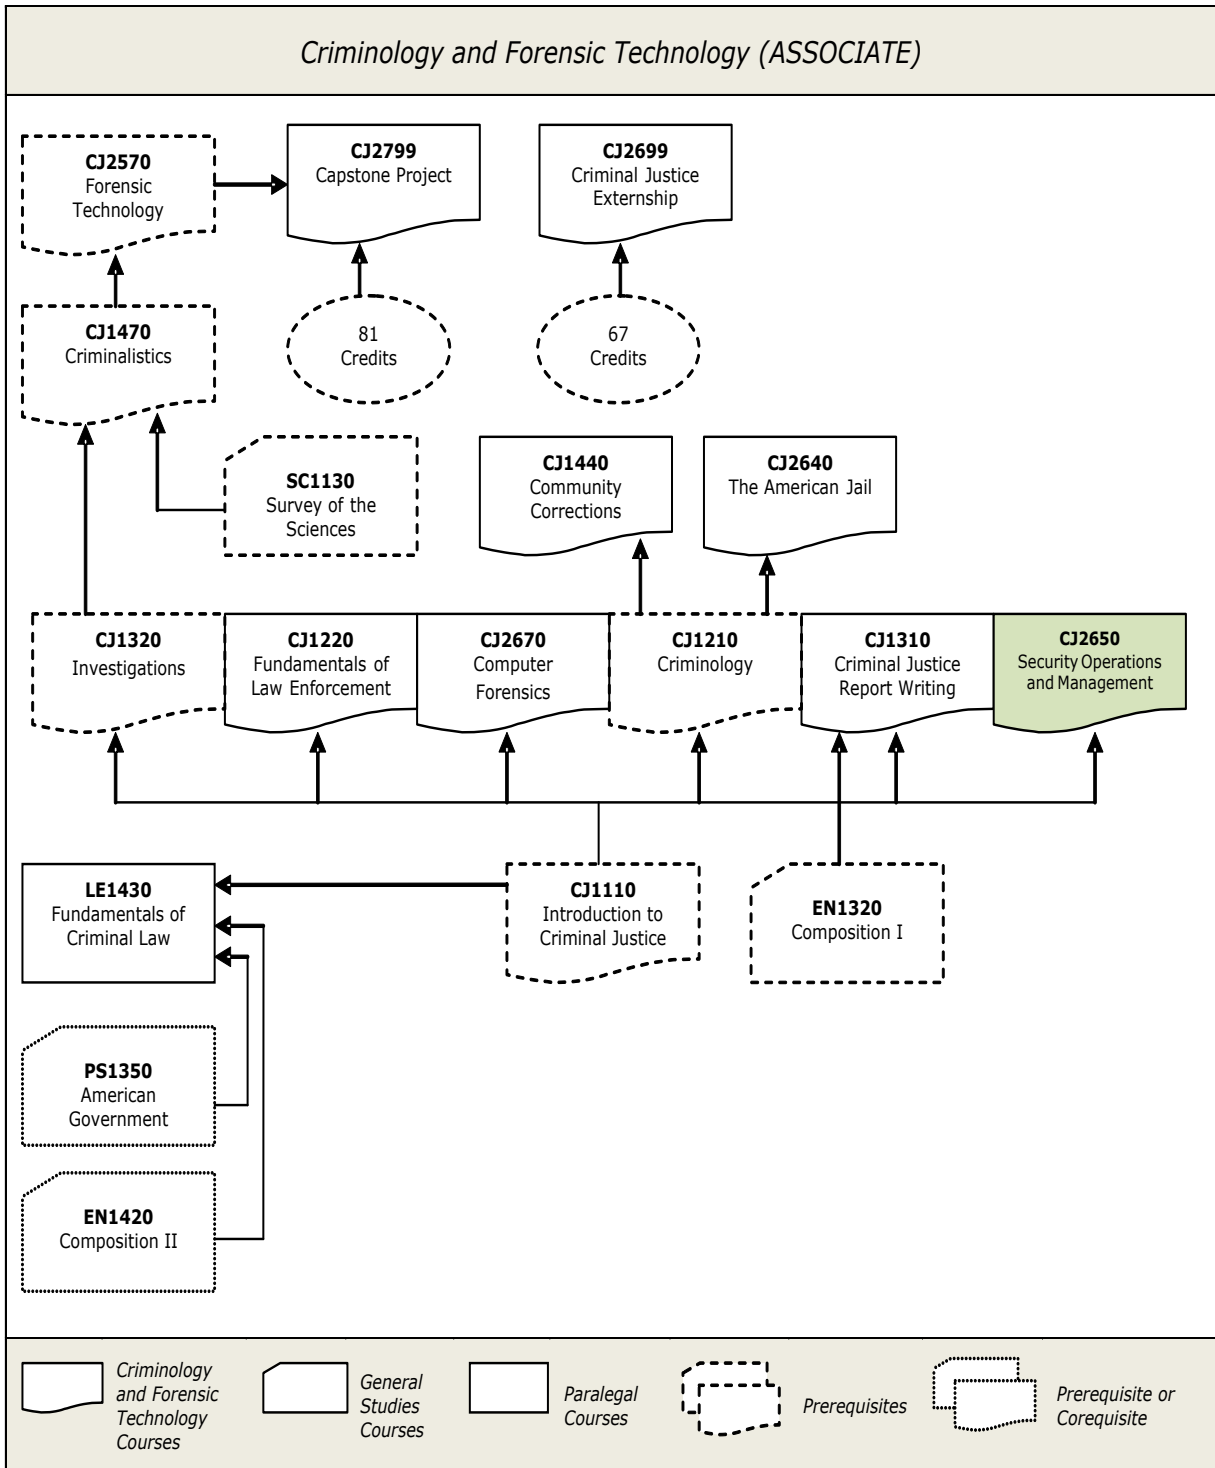 Criminology and Forensic Technology (ASSOCIATE)
CJ2570
Forensic
Technology
CJ2799
Capstone Project
CJ2699
Criminal Justice
Externship
CJ1470
Criminalistics
81
Credits
67
Credits
SC1130
Survey of the
Sciences
CJ1440
Community
Corrections
CJ2640
The American Jail
CJ1320
Investigations
CJ1220
Fundamentals of
Law Enforcement
CJ2670
Computer
Forensics
CJ1210
Criminology
CJ1310
Criminal Justice
Report Writing
CJ2650
Security Operations
and Management
LE1430
Fundamentals of
Criminal Law
CJ1110
Introduction to
Criminal Justice
EN1320
Composition I
PS1350
American
Government
EN1420
Composition II
Criminology
and Forensic
Technology
Courses
General
Studies
Courses
Paralegal
Courses
Prerequisites
Prerequisite or
Corequisite